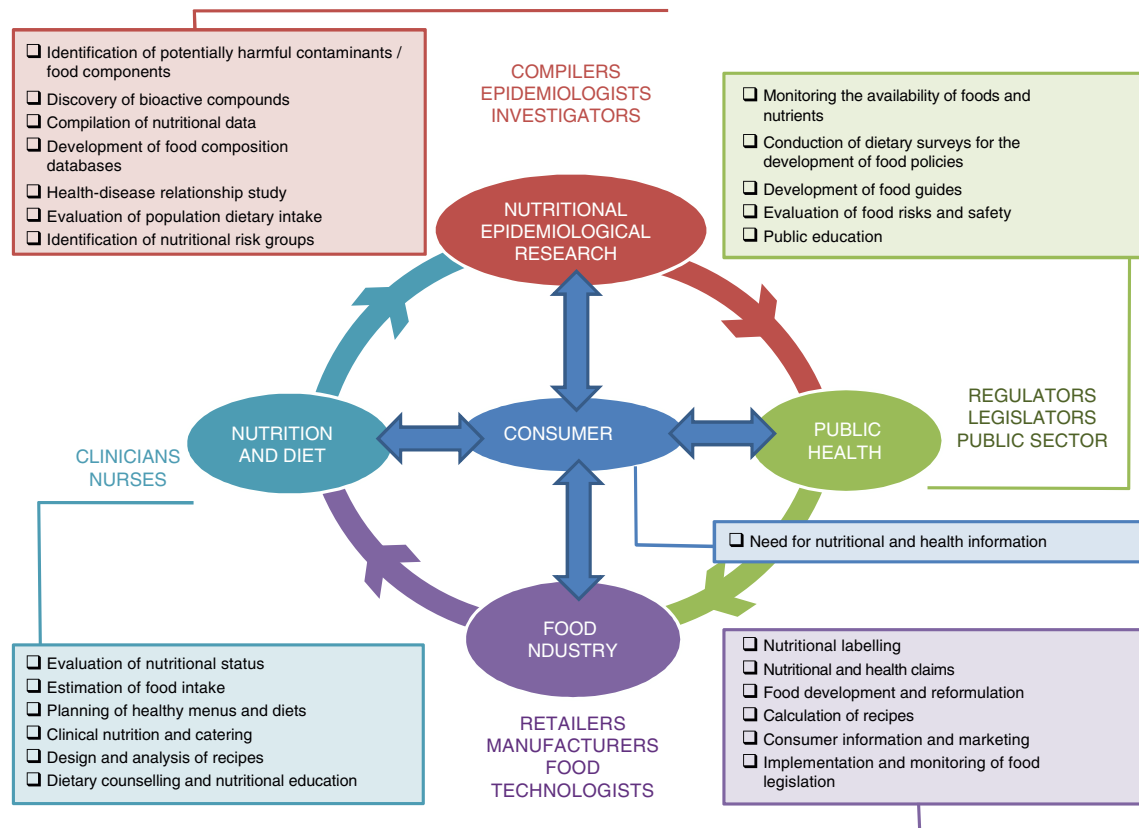 ❑ Identification of potentially harmful contaminants /
food components
❑ Discovery of bioactive compounds
❑ Compilation of nutritional data
❑ Development of food composition
databases
❑ Health-disease relationship study
❑ Evaluation of population dietary intake
❑ Identification of nutritional risk groups
COMPILERS
EPIDEMIOLOGISTS
INVESTIGATORS
❑ Monitoring the availability of foods and
nutrients
❑ Conduction of dietary surveys for the
development of food policies
❑ Development of food guides
❑ Evaluation of food risks and safety
❑ Public education
NUTRITIONAL
EPIDEMIOLOGICAL
RESEARCH
NUTRITION
AND DIET
CONSUMER
PUBLIC
HEALTH
REGULATORS
LEGISLATORS
PUBLIC SECTOR
CLINICIANS
NURSES
❑ Need for nutritional and health information
FOOD
NDUSTRY
❑ Evaluation of nutritional status
❑ Estimation of food intake
❑ Planning of healthy menus and diets
❑ Clinical nutrition and catering
❑ Design and analysis of recipes
❑ Dietary counselling and nutritional education
RETAILERS
MANUFACTURERS
FOOD
TECHNOLOGISTS
❑ Nutritional labelling
❑ Nutritional and health claims
❑ Food development and reformulation
❑ Calculation of recipes
❑ Consumer information and marketing
❑ Implementation and monitoring of food
legislation